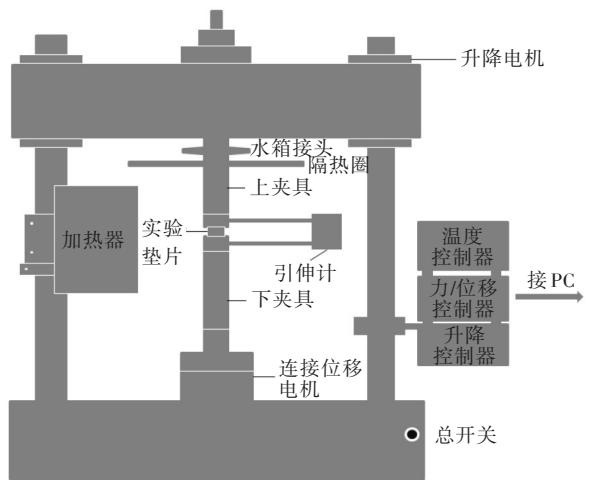 升降电机
水箱接头
隔热圈
上夹具
加热器
实验
垫片
引伸计
下夹具
温度
控制器
力/位移
控制器
升降
控制器
接PC
连接位移
电机
总开关